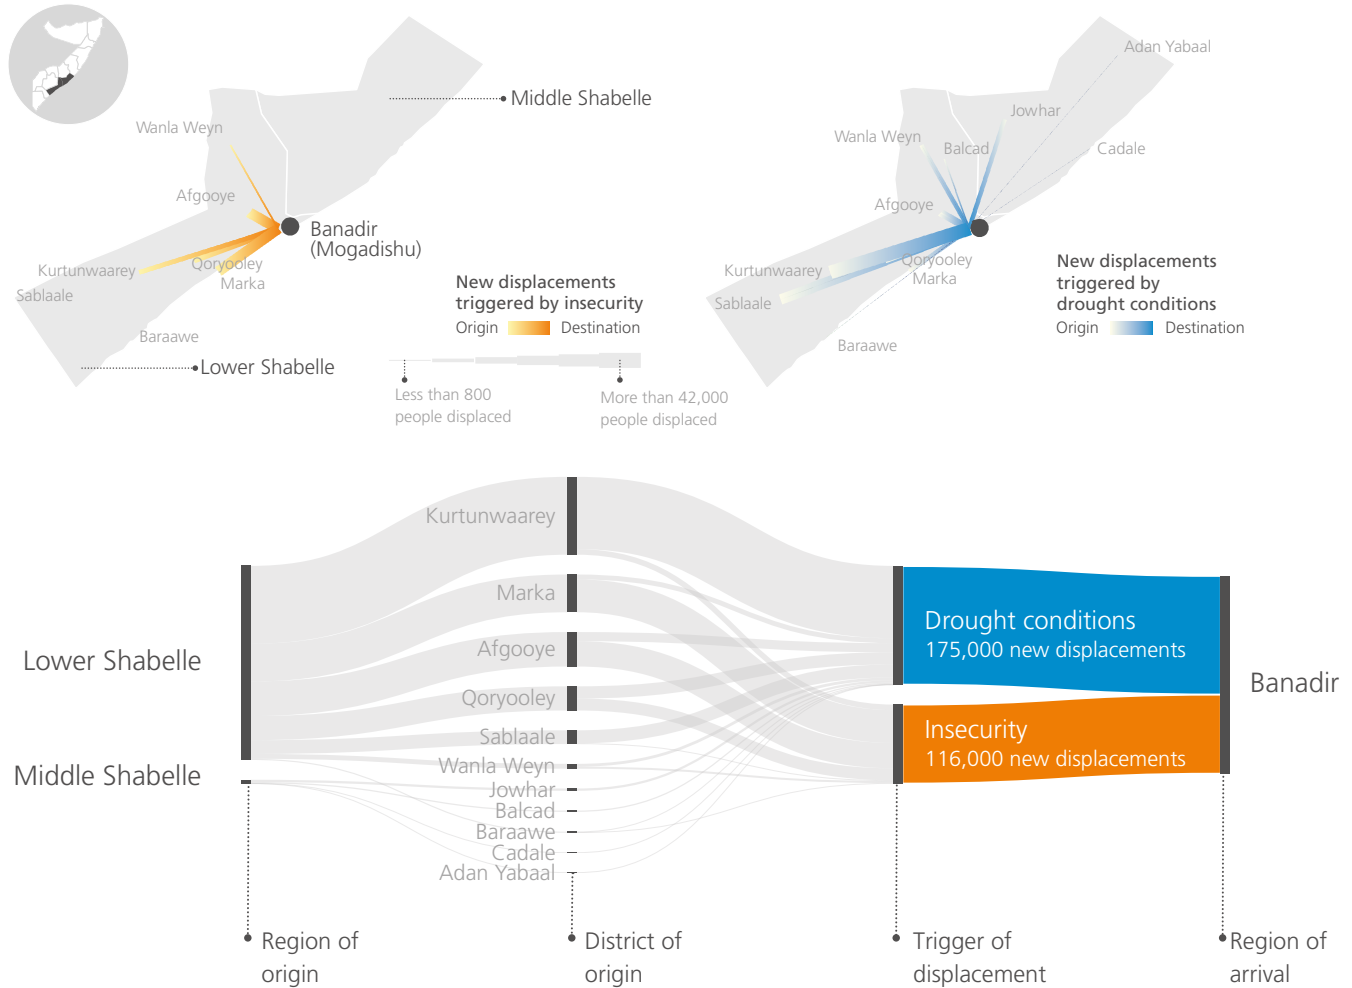 Middle Shabelle
Wanla Weyn
Afgooye
Banadir
(Mogadishu)
Kurtunwaarey
Qoryooley
Marka
Sablaale
Baraawe
Lower Shabelle
New displacements
triggered by insecurity
Origin
Destination
Less than 800
people displaced
More than 42,000
people displaced
Adan Yabaal
Jowhar
Wanla Weyn
Balcad
Cadale
Afgooye
Kurtunwaarey
Qoryooley
Marka
Sablaale
Baraawe
New displacements
triggered by
drought conditions
Origin
Destination
Lower Shabelle
Middle Shabelle
Kurtunwaarey
Marka
Afgooye
Qoryooley
Sablaale
Wanla Weyn
Jowhar
Balcad
Baraawe
Cadale
Adan Yabaal
Drought conditions
175,000 new displacements
Insecurity
116,000 new displacements
Banadir
Region of
origin
District of
origin
Trigger of
displacement
Region of
arrival